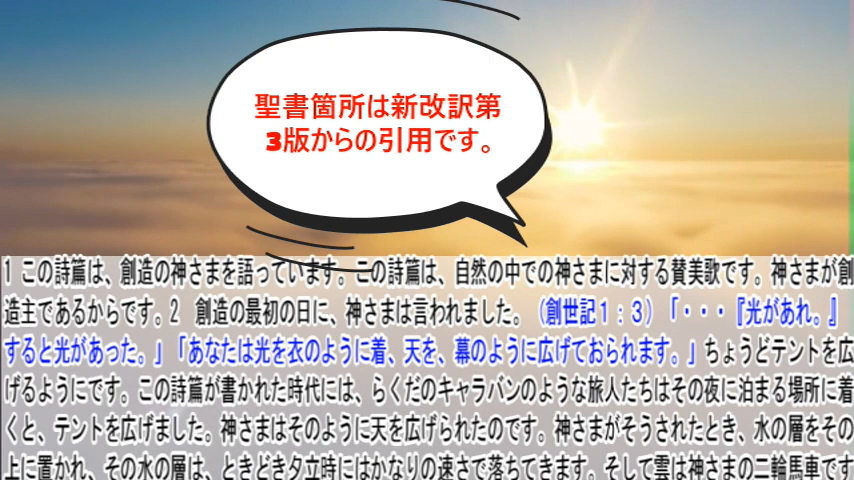 聖書箇所は新改訳第
3版からの引用です。
1 この詩篇は、創造の神さまを語っています。この詩篇は、自然の中での神さまに対する賛美歌です。神さまが創
造主であるからです。2　創造の最初の日に、神さまは言われました。（創世記１：３）「・・・『光があれ。』
すると光があった。」「あなたは光を衣のように着、天を、幕のように広げておられます。」ちょうどテントを広
げるようにです。この詩篇が書かれた時代には、らくだのキャラバンのような旅人たちはその夜に泊まる場所に着
くと、テントを広げました。神さまはそのように天を広げられたのです。神さまがそうされたとき、水の層をその
上に置かれ、その水の層は、ときどき夕立時にはかなりの速さで落ちてきます。そして雲は神さまの二輪馬車です